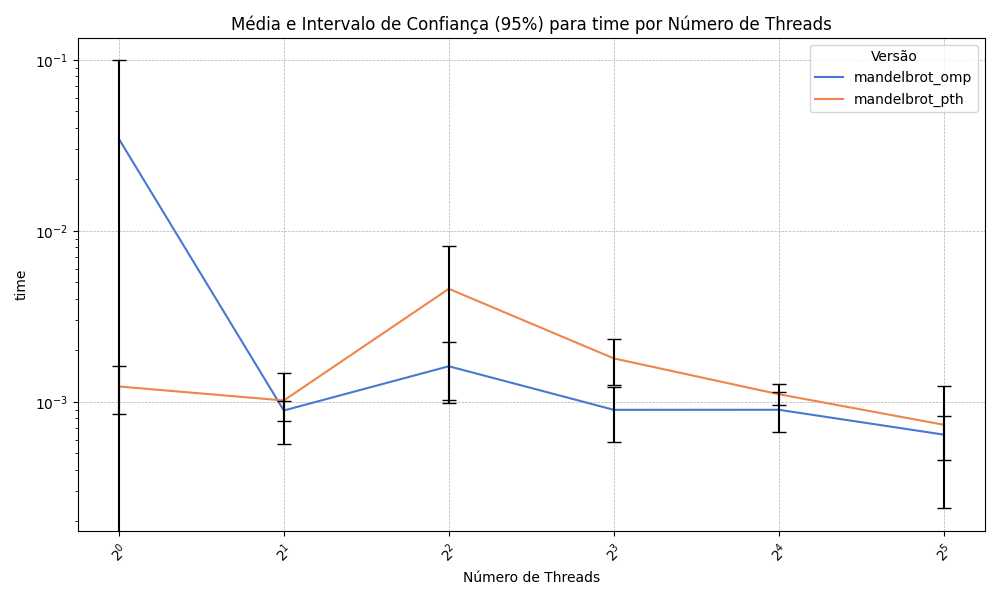 Média e Intervalo de Confiança (95%) para time por Número de Threads
Versão
mandelbrot_omp
mandelbrot_pth
time
10⁻¹
10⁻²
10⁻³
2⁰
2¹
2²
2³
2⁴
2⁵
Número de Threads